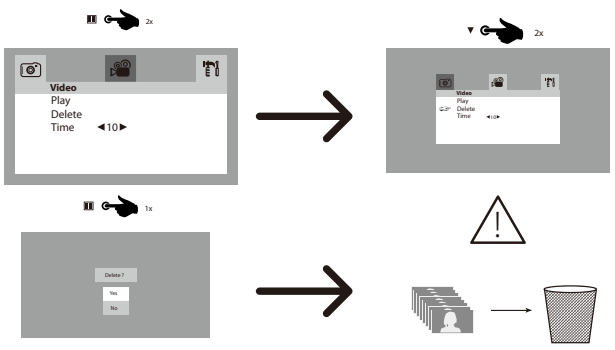 2x
2x
Video
Play
Delete
Time ◀10▶
Video
Play
Delete
Time ◀10▶
1x
Delete ?
Yes
No